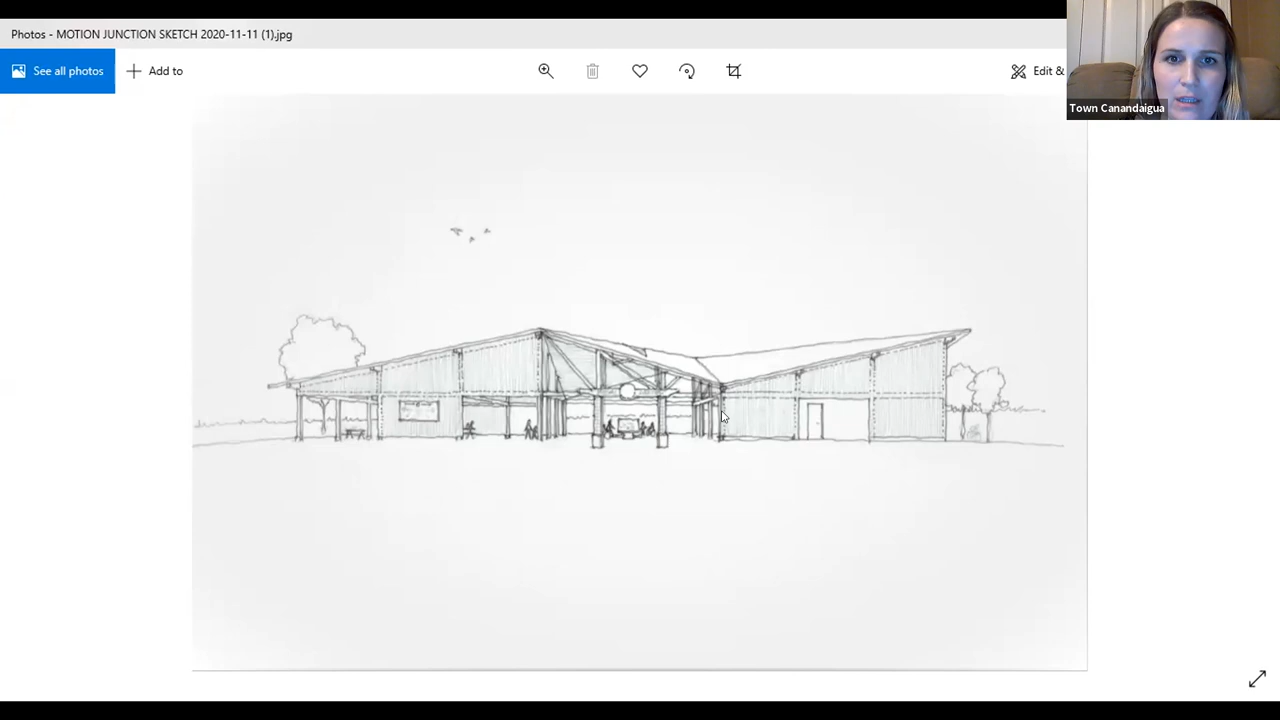 Photos - MOTION JUNCTION SKETCH 2020-11-11 (1).jpg
See all photos
Add to
Edit &
Town Canandaigua